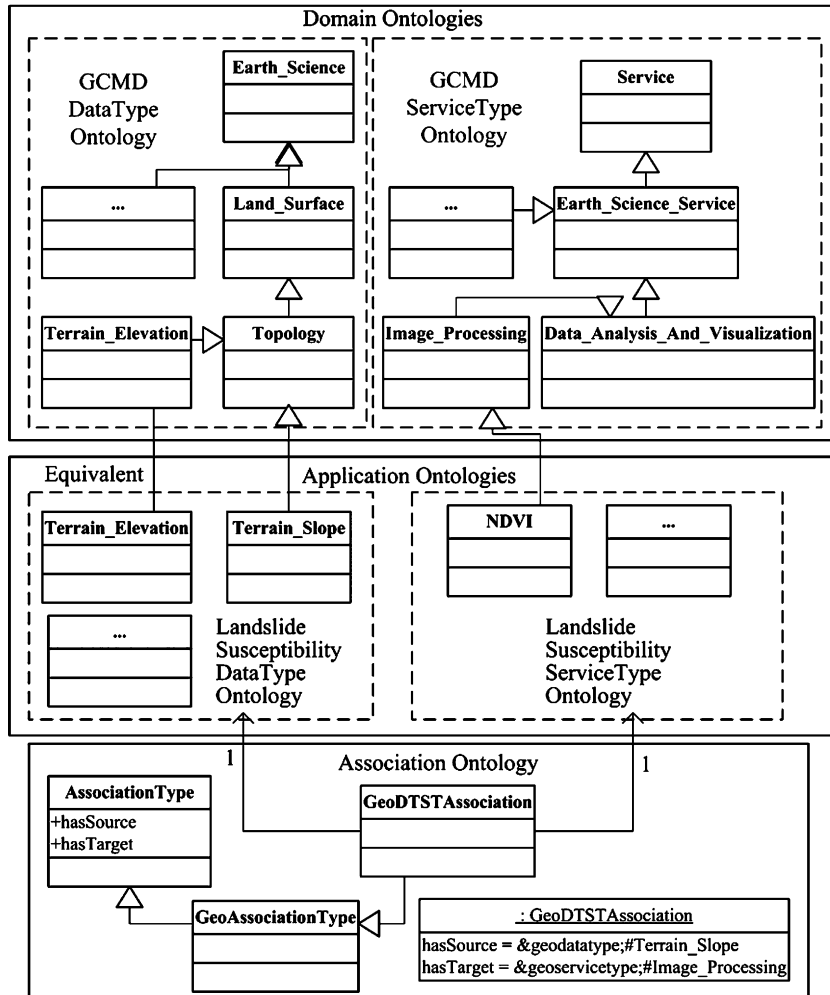 Domain Ontologies
GCMD
DataType
Ontology
Earth_Science
...
Land_Surface
Terrain_Elevation
Topology
GCMD
ServiceType
Ontology
Service
...
Earth_Science_Service
Image_Processing
Data_Analysis_And_Visualization
Equivalent
Application Ontologies
Terrain_Elevation
Terrain_Slope
...
Landslide
Susceptibility
DataType
Ontology
NDVI
...
Landslide
Susceptibility
ServiceType
Ontology
1
1
Association Ontology
AssociationType
+hasSource
+hasTarget
GeoDTSTAssociation
GeoAssociationType
: GeoDTSTAssociation
hasSource = &geodatatype;#Terrain_Slope
hasTarget = &geoservicetype;#Image_Processing